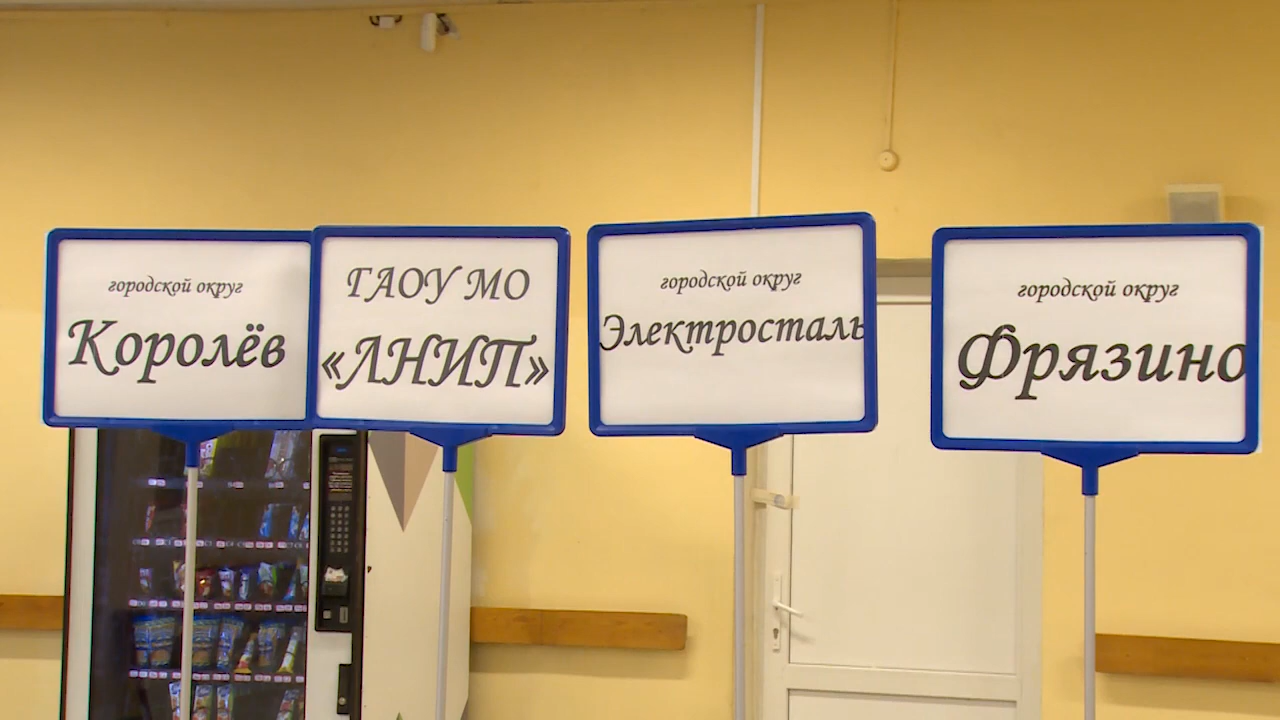 городской округ
Королёв
ГАОУ МО
«ЛНИП»
городской округ
Электросталь
городской округ
Фрязино